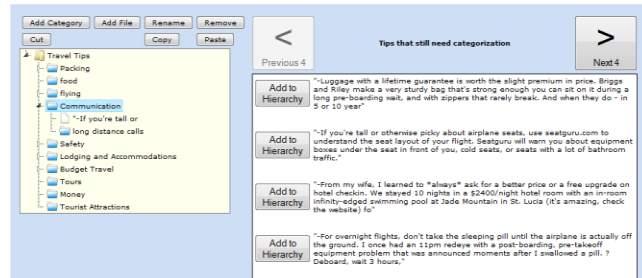 Add Category Add File Rename Remove
Cut Copy Paste
Travel Tips
Packing
food
flying
Communication
"-If you're tall or
long distance calls
Safety
Lodging and Accommodations
Budget Travel
Tours
Money
Tourist Attractions
<
Previous 4
Tips that still need categorization
>
Next 4
Add to
Hierarchy
"-Luggage with a lifetime guarantee is worth the slight premium in price. Briggs
and Riley make a very sturdy bag that's strong enough you can sit on it during a
long pre-boarding wait, and with zippers that rarely break. And when they do - in
5 or 10 year"
Add to
Hierarchy
"-If you're tall or otherwise picky about airplane seats, use seatguru.com to
understand the seat layout of your flight. Seatguru will warn you about equipment
boxes under the seat in front of you, cold seats, or seats with a lot of bathroom
traffic."
Add to
Hierarchy
"-From my wife, I learned to *always* ask for a better price or a free upgrade on
hotel checkin. We stayed 10 nights in a $2400/night hotel room with an in-room
infinity-edged swimming pool at Jade Mountain in St. Lucia (it's amazing, check
the website) fo"
Add to
Hierarchy
"-For overnight flights, don't take the sleeping pill until the airplane is actually off
the ground. I once had an 11pm redeye with a post-boarding, pre-takeoff
equipment problem that was announced moments after I swallowed a pill. ?
Deboard, wait 3 hours,"